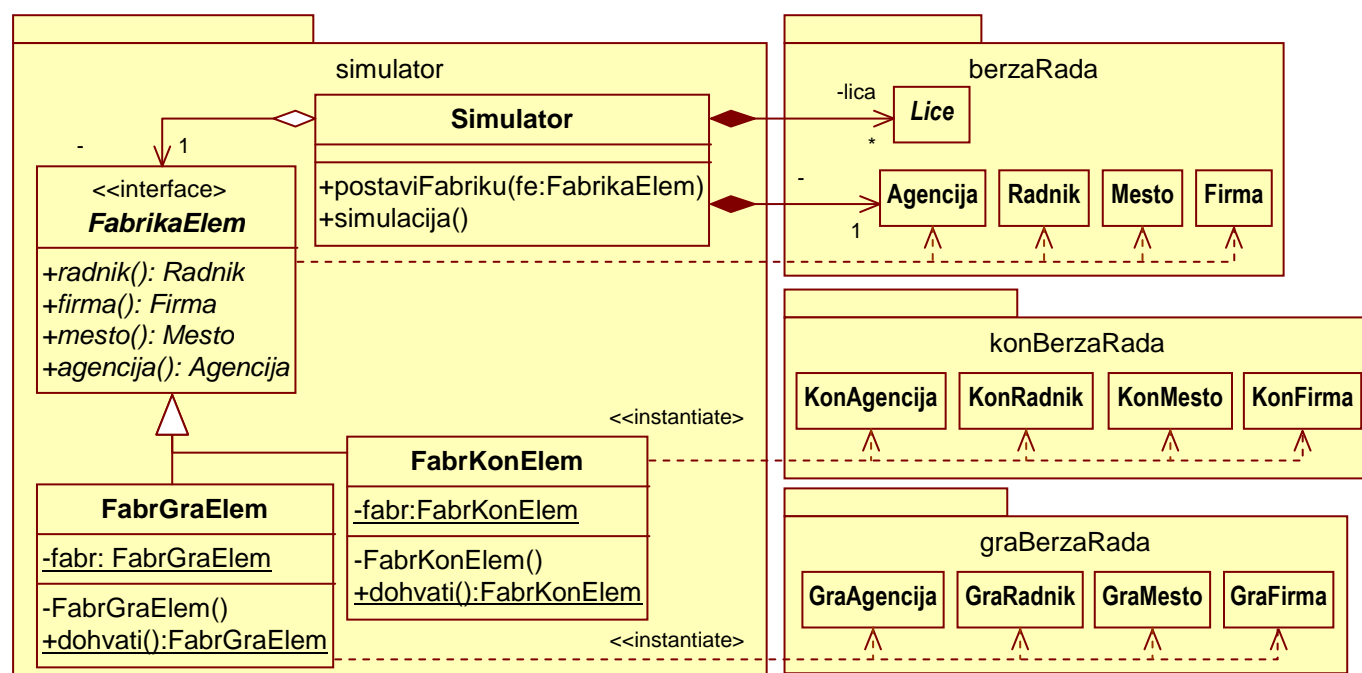 simulator
Simulator
+postaviFabriku(fe:FabrikaElem)
+simulacija()
-
1
<<interface>
FabrikaElem
+radnik(): Radnik
+firma(): Firma
+mesto(): Mesto
+agencija(): Agencija
<<instantiate>
FabrKonElem
-fabr:FabrKonElem
-FabrKonElem()
+dohvati():FabrKonElem
FabrGraElem
-fabr: FabrGraElem
-FabrGraElem()
+dohvati():FabrGraElem
<<instantiate>
berzaRada
-lica
*
Lice
-
1
Agencija
Radnik
Mesto
Firma
konBerzaRada
KonAgencija
KonRadnik
KonMesto
KonFirma
graBerzaRada
GraAgencija
GraRadnik
GraMesto
GraFirma